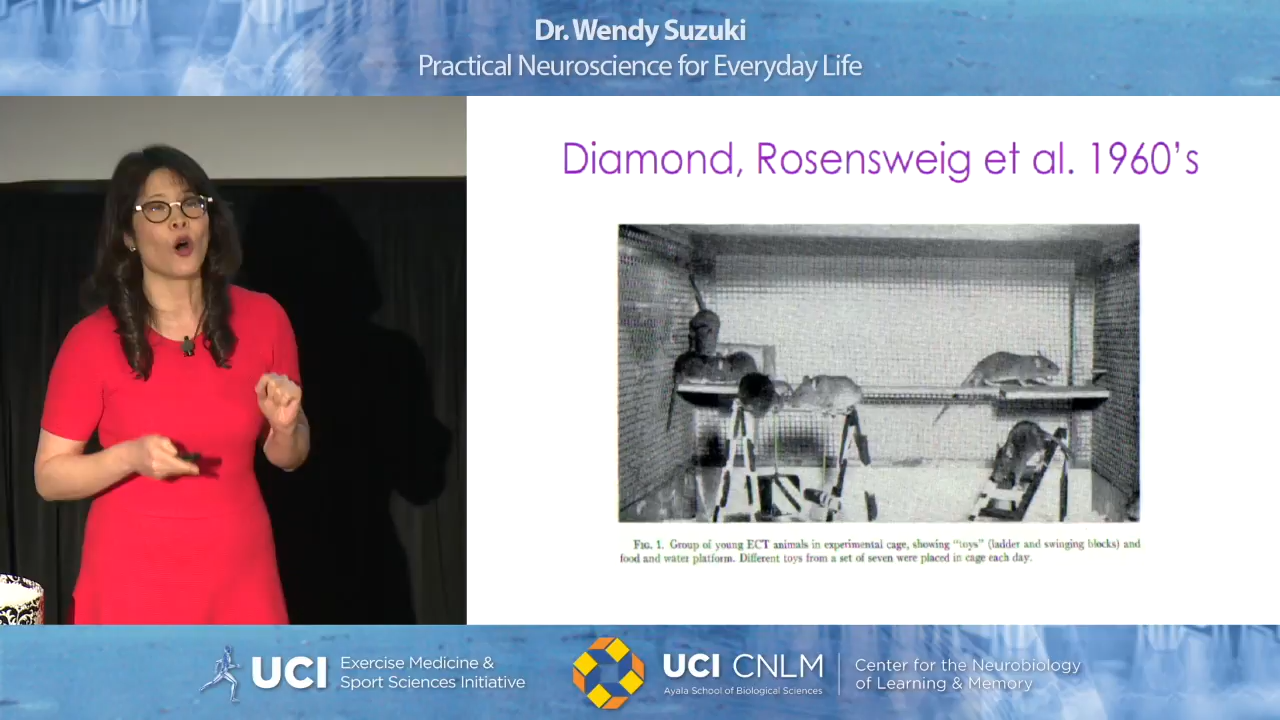 Dr. Wendy Suzuki
Practical Neuroscience for Everyday Life
Diamond, Rosensweig et al. 1960's
FIG. 1. Group of young ECT animals in experimental cage, showing "toys" (ladder and swinging blocks) and
food and water platform. Different toys from a set of seven were placed in cage each day.
UCI
Exercise Medicine &
Sport Sciences Initiative
UCI CNLM
Ayala School of Biological Sciences
Center for the Neurobiology
of Learning & Memory